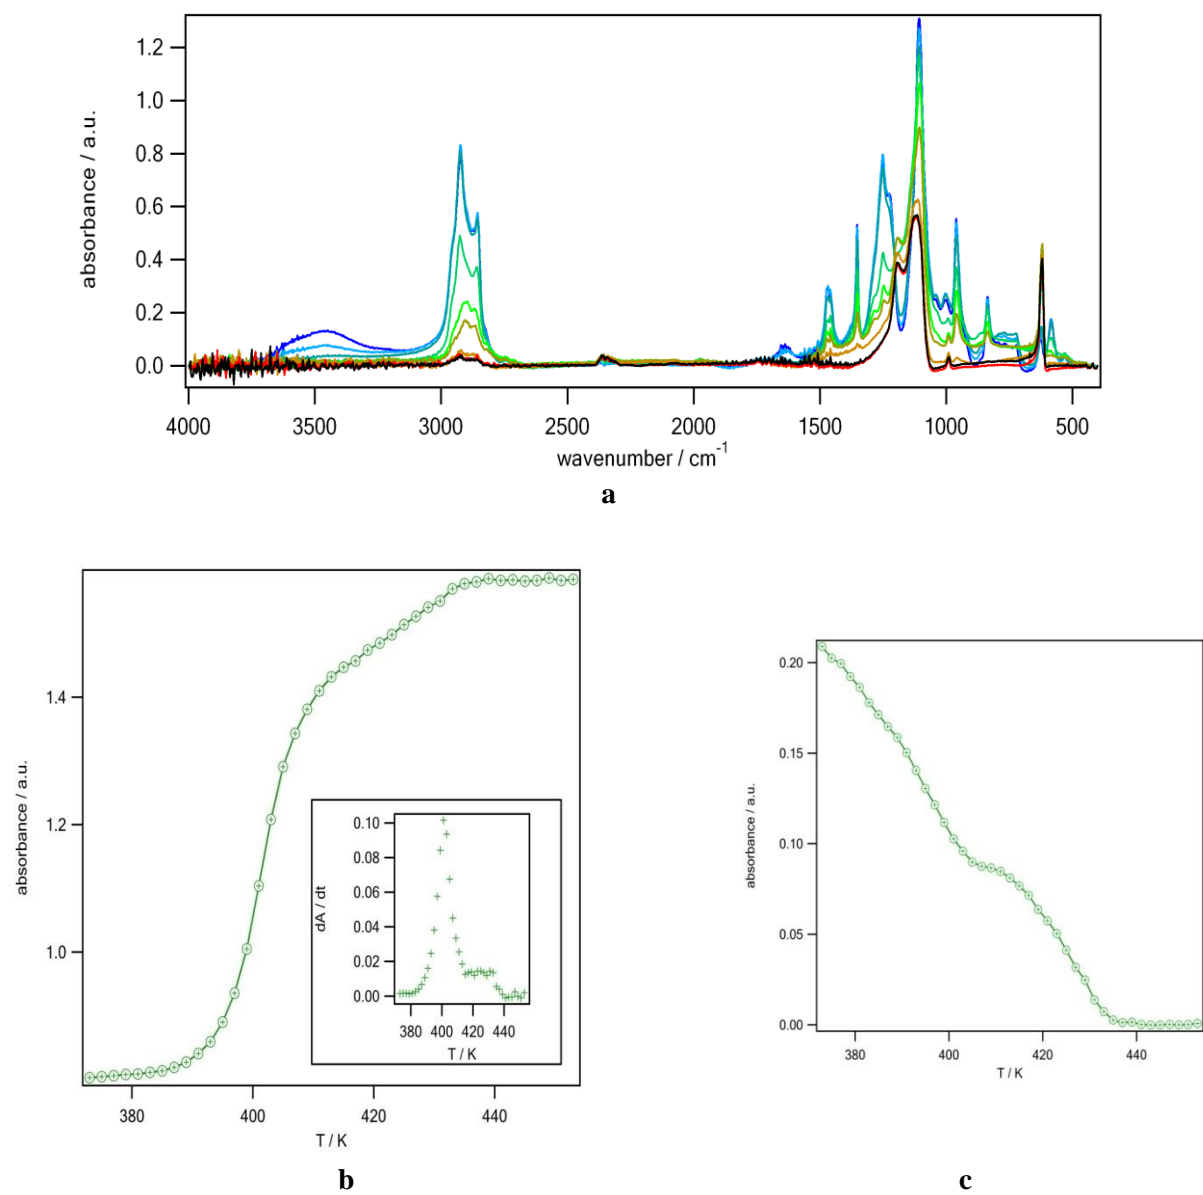 absorbance / a.u.
1.2
1.0
0.8
0.6
0.4
0.2
0.0
4000 3500 3000 2500 2000 1500 1000 500
wavenumber / cm-1
a
absorbance / a.u.
1.4
1.2
1.0
380 400 420 440
T / K
dA / dt
0.10
0.08
0.06
0.04
0.02
0.00
380 400 420 440
T / K
b
absorbance / a.u.
0.20
0.15
0.10
0.05
0.00
380 400 420 440
T / K
c